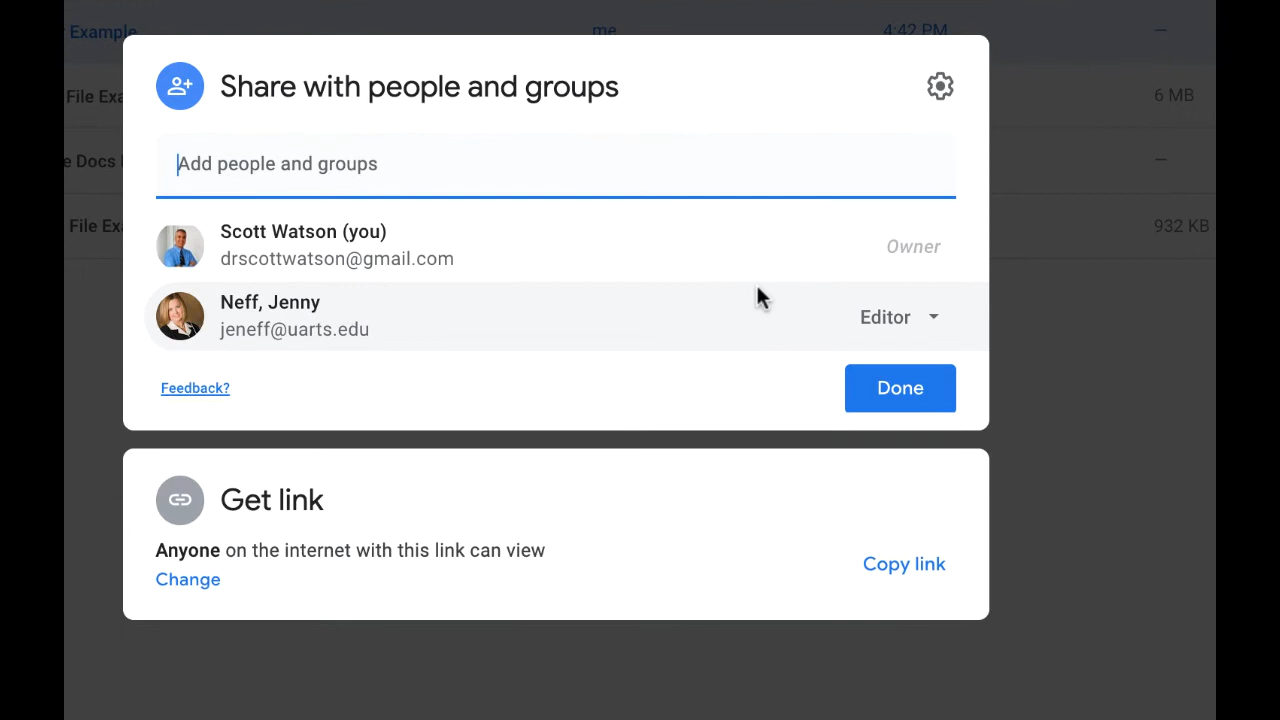 Example me 4:42 PM —
Share with people and groups
File Exa 6 MB
Add people and groups
e Docs —
Scott Watson (you)
File Exa 932 KB
drscottwatson@gmail.com Owner
Neff, Jenny
jeneff@uarts.edu Editor
Feedback? Done
Get link
Anyone on the internet with this link can view
Change Copy link